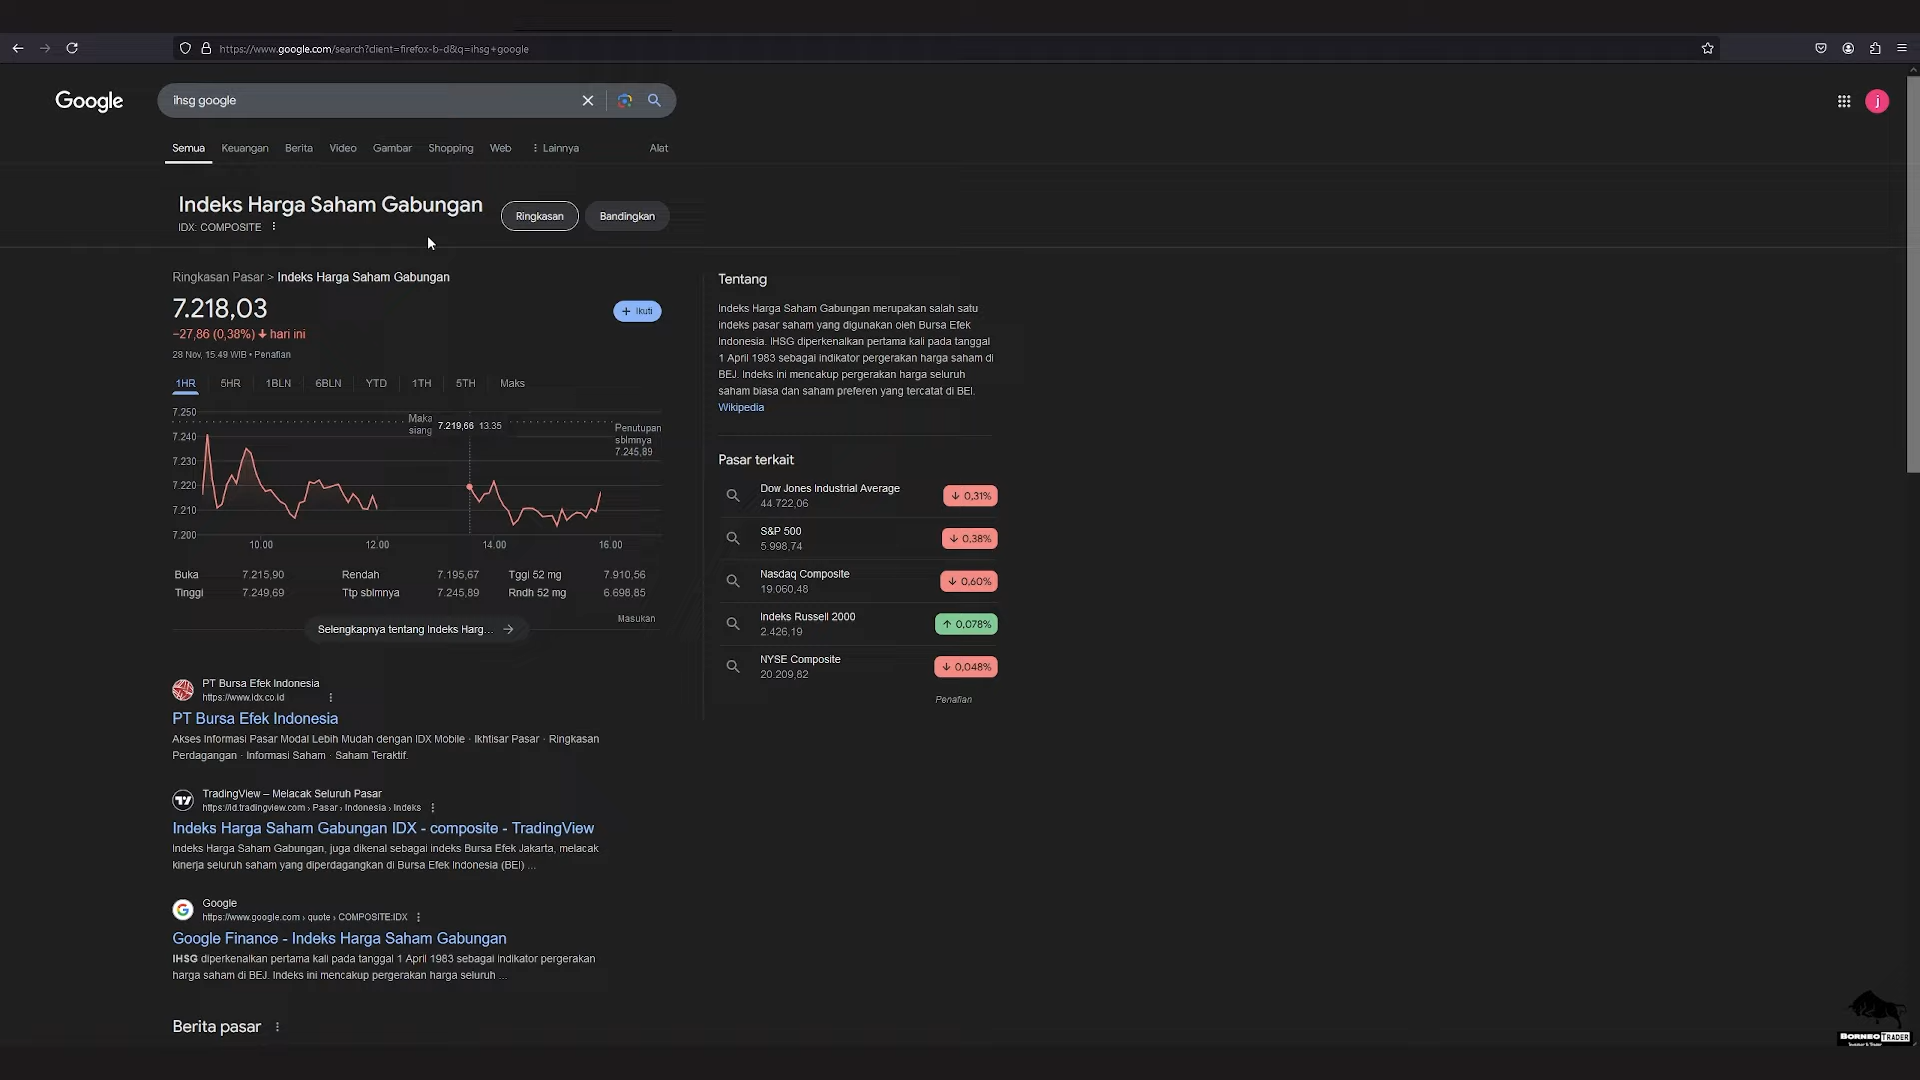 https://www.google.com/search?client=firefox-b-d&q=ihsg+google
Google
ihsg google
j
Semua Keuangan Berita Video Gambar Shopping Web Lainnya Alat
Indeks Harga Saham Gabungan
IDX: COMPOSITE
Ringkasan Bandingkan
Ringkasan Pasar > Indeks Harga Saham Gabungan
7.218,03
−27,86 (0,38%) ↓ hari ini
28 Nov, 15.49 WIB • Penafian
+ Ikuti
1HR 5HR 1BLN 6BLN YTD 1TH 5TH Maks
7.250
7.240
7.230
7.220
7.210
7.200
Maka
siang
7.219,66 13.35
Penutupan
sblmnya
7.245,89
10.00 12.00 14.00 16.00
Buka 7.215,90 Rendah 7.195,67 Tggi 52 mg 7.910,56
Tinggi 7.249,69 Ttp sblmnya 7.245,89 Rndh 52 mg 6.698,85
Masukan
Selengkapnya tentang Indeks Harg... →
PT Bursa Efek Indonesia
https://www.idx.co.id
PT Bursa Efek Indonesia
Akses Informasi Pasar Modal Lebih Mudah dengan IDX Mobile · Ikhtisar Pasar · Ringkasan
Perdagangan · Informasi Saham · Saham Teraktif.
TradingView – Melacak Seluruh Pasar
https://id.tradingview.com › Pasar › Indonesia › Indeks
Indeks Harga Saham Gabungan IDX - composite - TradingView
Indeks Harga Saham Gabungan, juga dikenal sebagai indeks Bursa Efek Jakarta, melacak
kinerja seluruh saham yang diperdagangkan di Bursa Efek Indonesia (BEI) ...
Google
https://www.google.com › quote › COMPOSITE:IDX
Google Finance - Indeks Harga Saham Gabungan
IHSG diperkenalkan pertama kali pada tanggal 1 April 1983 sebagai indikator pergerakan
harga saham di BEJ. Indeks ini mencakup pergerakan harga seluruh ...
Berita pasar
Tentang
Indeks Harga Saham Gabungan merupakan salah satu
indeks pasar saham yang digunakan oleh Bursa Efek
Indonesia. IHSG diperkenalkan pertama kali pada tanggal
1 April 1983 sebagai indikator pergerakan harga saham di
BEJ. Indeks ini mencakup pergerakan harga seluruh
saham biasa dan saham preferen yang tercatat di BEI.
Wikipedia
Pasar terkait
Dow Jones Industrial Average
44.722,06
↓ 0,31%
S&P 500
5.998,74
↓ 0,38%
Nasdaq Composite
19.060,48
↓ 0,60%
Indeks Russell 2000
2.426,19
↑ 0,078%
NYSE Composite
20.209,82
↓ 0,048%
Penafian
BORNEO TRADER